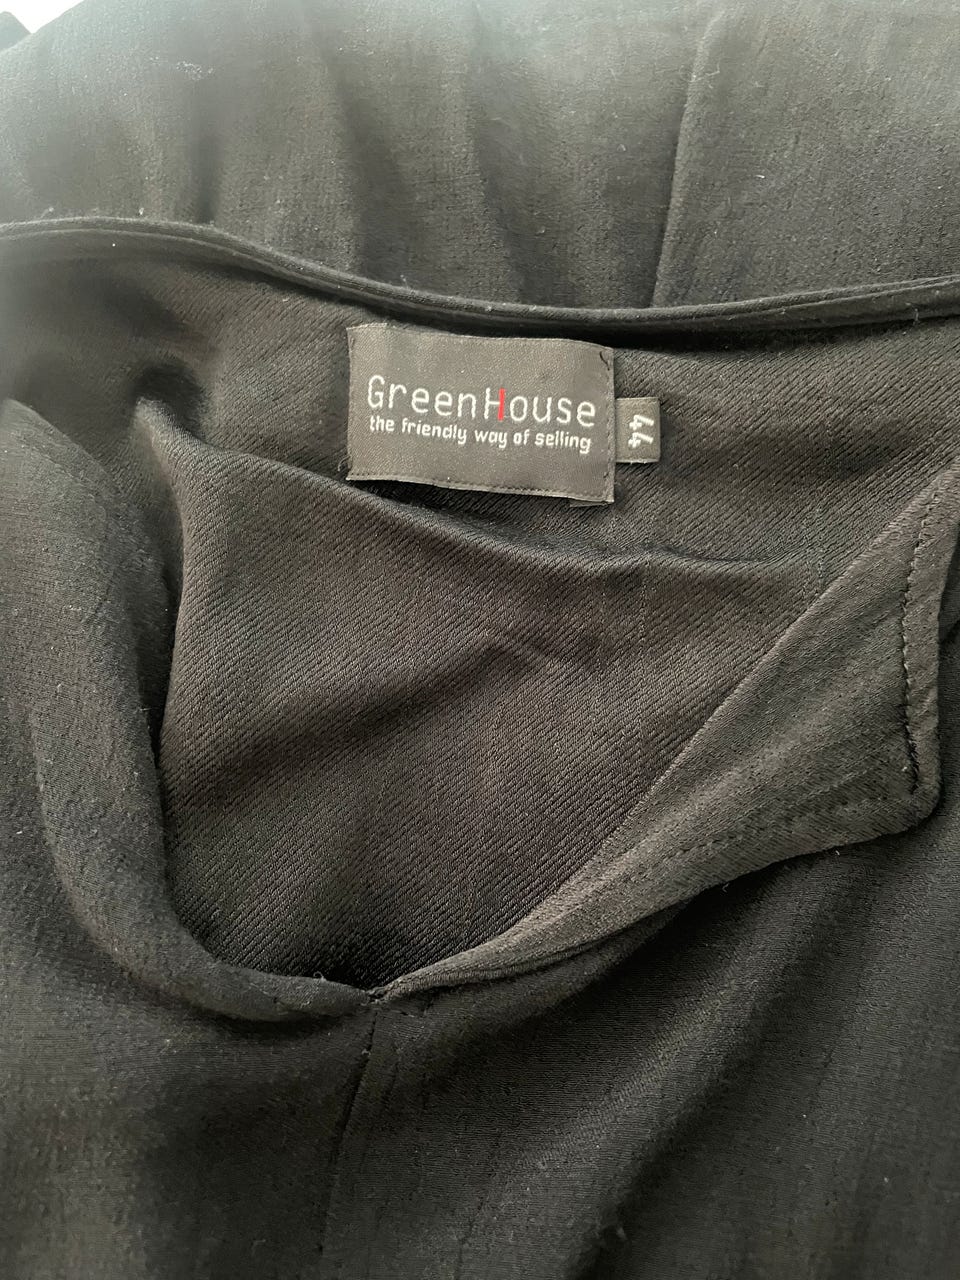 GreenHouse
the friendly way of selling
44